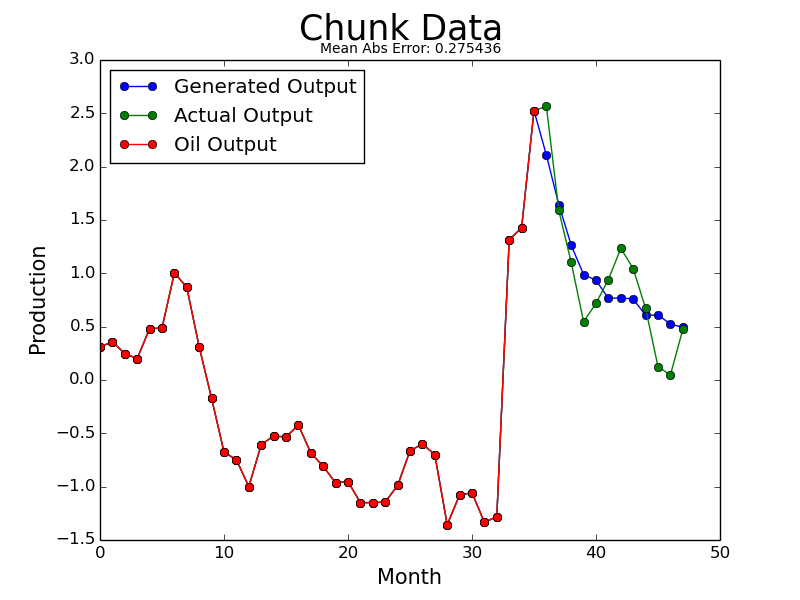 Chunk Data
Mean Abs Error: 0.275436
3.0
2.5
2.0
1.5
1.0
0.5
0.0
−0.5
−1.0
−1.5
Generated Output
Actual Output
Oil Output
Production
0 10 20 30 40 50
Month